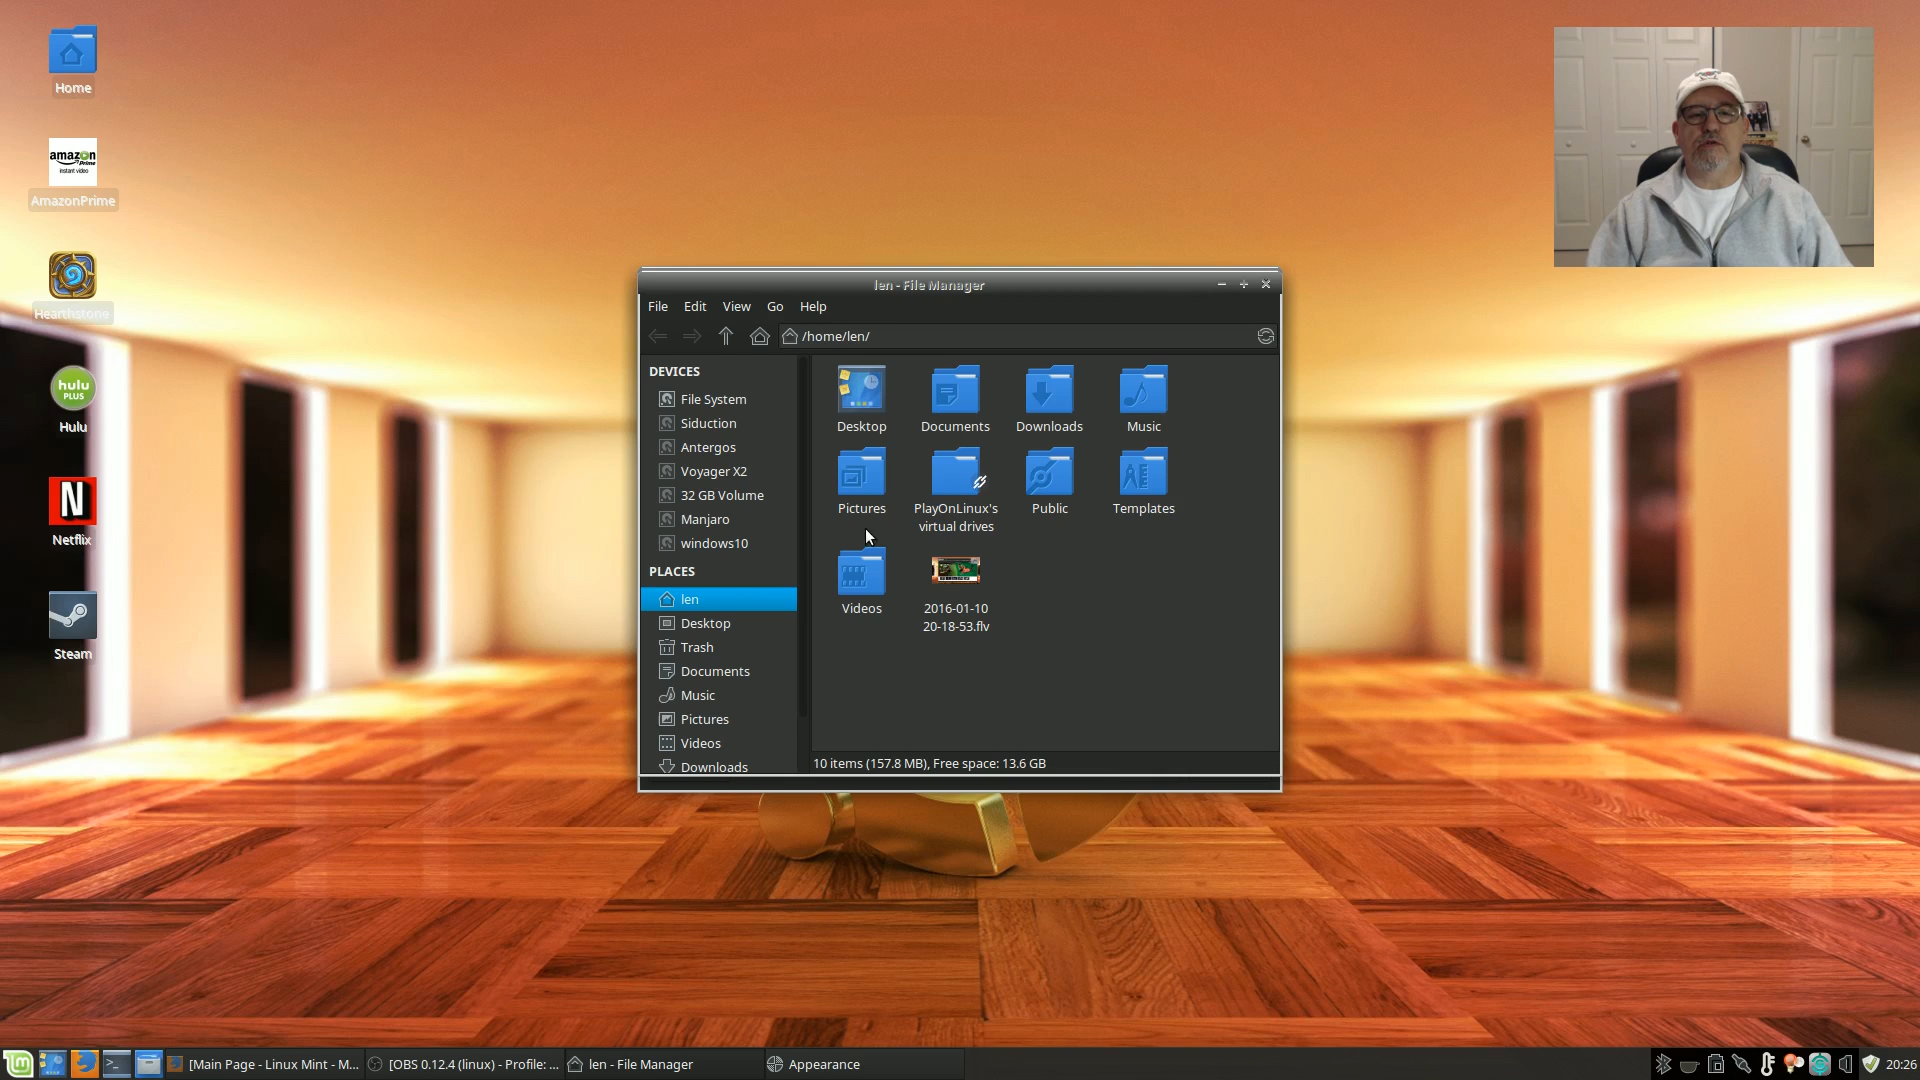 Home
amazon
Prime
instant video
AmazonPrime
Hearthstone
hulu
PLUS
Hulu
N
Netflix
Steam
len - File Manager
File Edit View Go Help
/home/len/
DEVICES
File System
Siduction
Antergos
Voyager X2
32 GB Volume
Manjaro
windows10
PLACES
len
Desktop
Trash
Documents
Music
Pictures
Videos
Downloads
Desktop Documents Downloads Music
Pictures PlayOnLinux's virtual drives Public Templates
Videos 2016-01-10 20-18-53.flv
10 items (157.8 MB), Free space: 13.6 GB
[Main Page - Linux Mint - M... [OBS 0.12.4 (linux) - Profile: ... len - File Manager Appearance 20:26